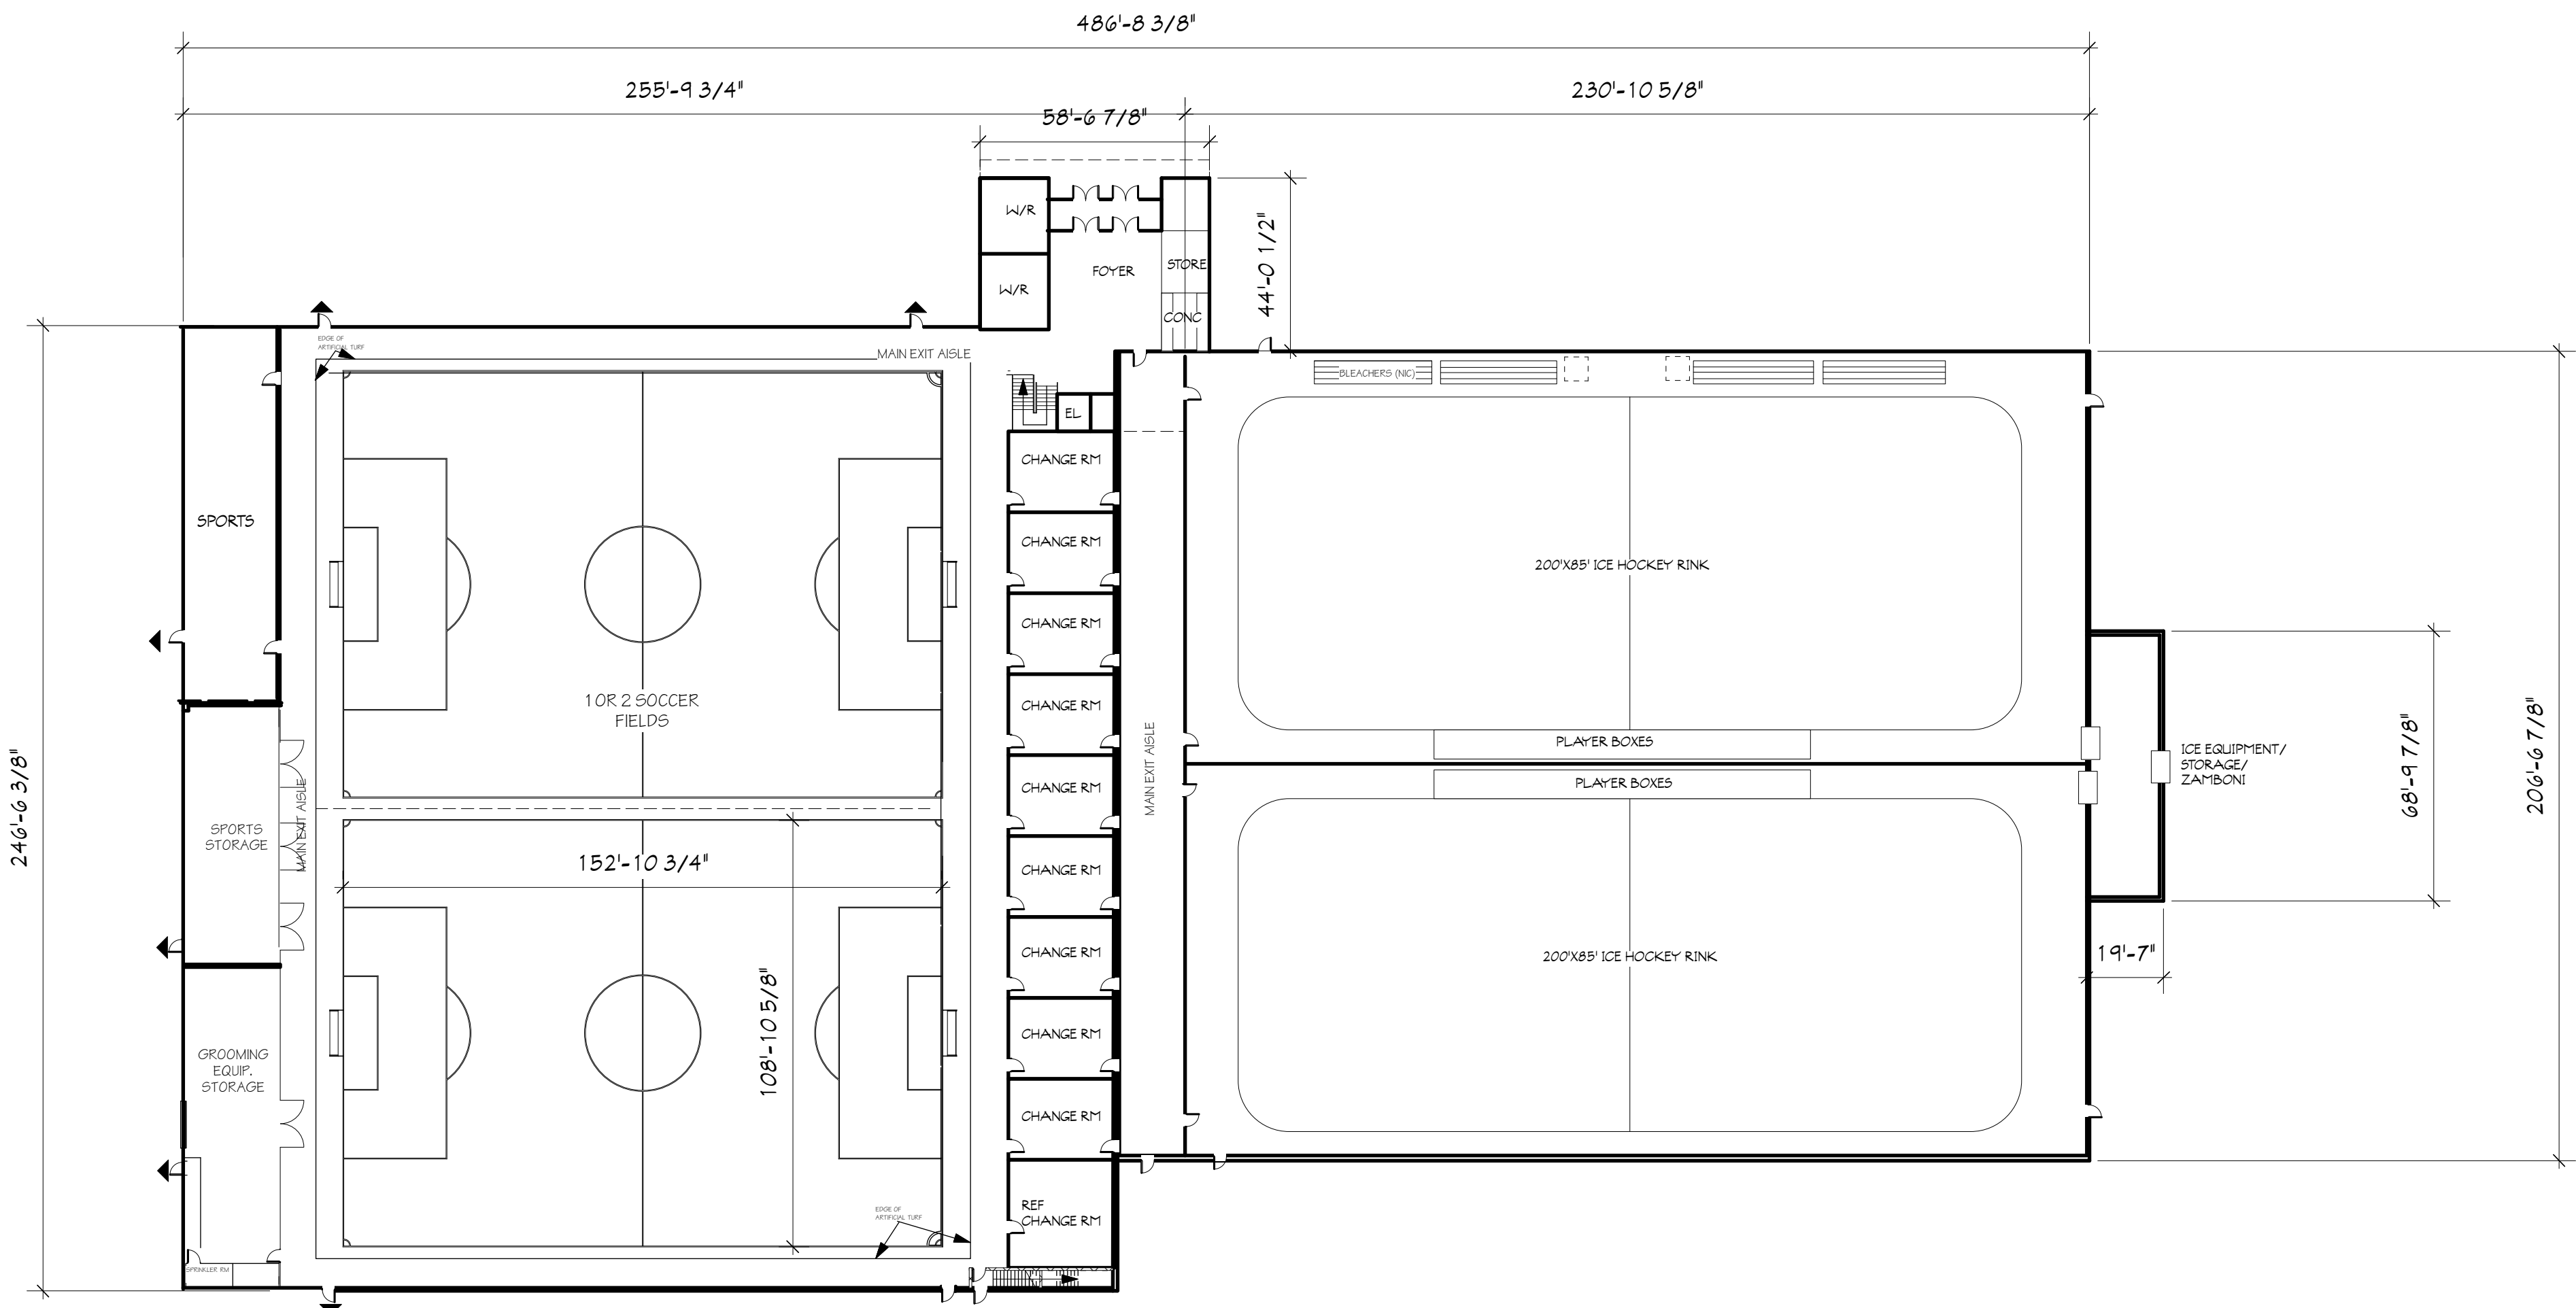 486'-8 3/8"
255'-9 3/4"
230'-10 5/8"
58'-6 7/8"
W/R
W/R
FOYER
STORE
CONC
44'-0 1/2"
EDGE OF
ARTIFICIAL TURF
MAIN EXIT AISLE
BLEACHERS (NIC)
EL
SPORTS
CHANGE RM
CHANGE RM
CHANGE RM
CHANGE RM
CHANGE RM
CHANGE RM
CHANGE RM
CHANGE RM
CHANGE RM
REF
CHANGE RM
200'X85' ICE HOCKEY RINK
1 OR 2 SOCCER
FIELDS
PLAYER BOXES
PLAYER BOXES
MAIN EXIT AISLE
MAIN EXIT AISLE
246'-6 3/8"
SPORTS
STORAGE
152'-10 3/4"
108'-10 5/8"
200'X85' ICE HOCKEY RINK
ICE EQUIPMENT/
STORAGE/
ZAMBONI
68'-9 7/8"
206'-6 7/8"
19'-7"
GROOMING
EQUIP.
STORAGE
EDGE OF
ARTIFICIAL TURF
SPRINKLER RM